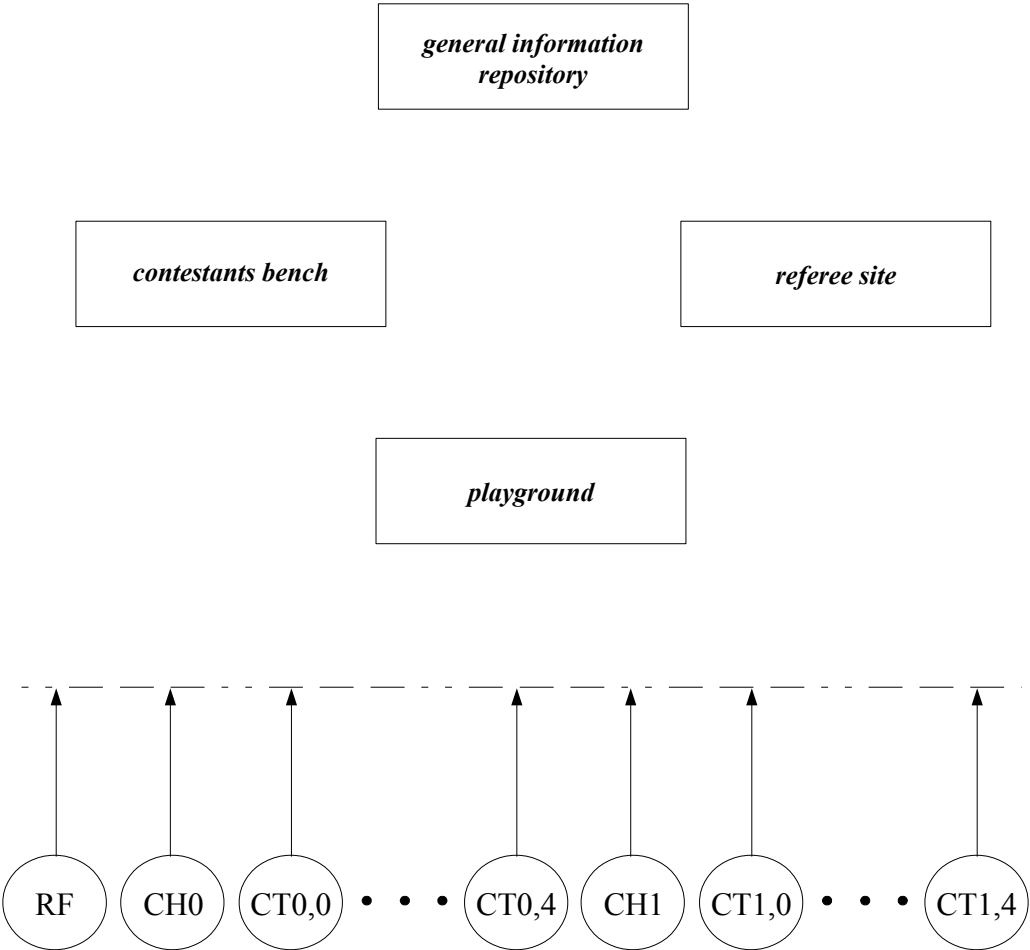 general information
repository
contestants bench
referee site
playground
RF CH0 CT0,0 • • • CT0,4 CH1 CT1,0 • • • CT1,4